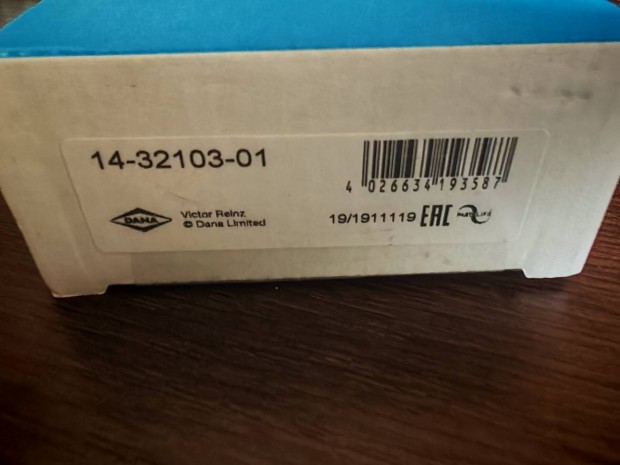 14-32103-01
4 026634 193587
DANA
Victor Reinz
© Dana Limited
19/1911119 EAC